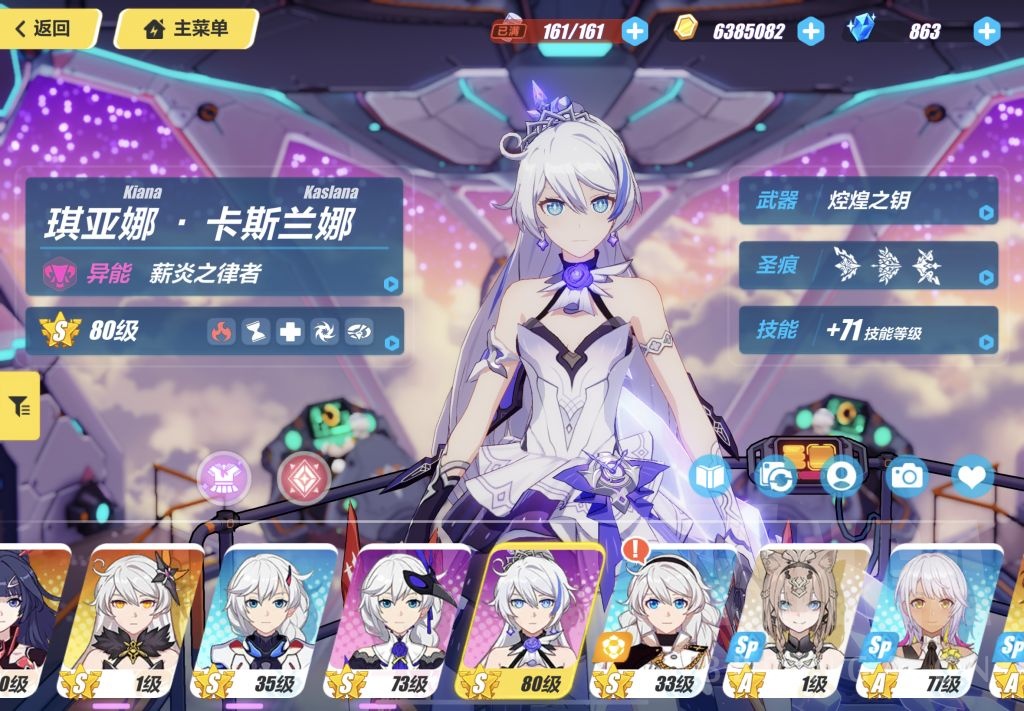 返回
主菜单
已满
161/161
6385082
863
Kiana
Kaslana
琪亚娜·卡斯兰娜
异能
薪炎之律者
S
80级
武器
焢煌之钥
圣痕
技能
+71技能等级
0级
S
1级
S
35级
S
73级
S
80级
!
S
33级
Sp
A
1级
Sp
A
77级
Sp
A